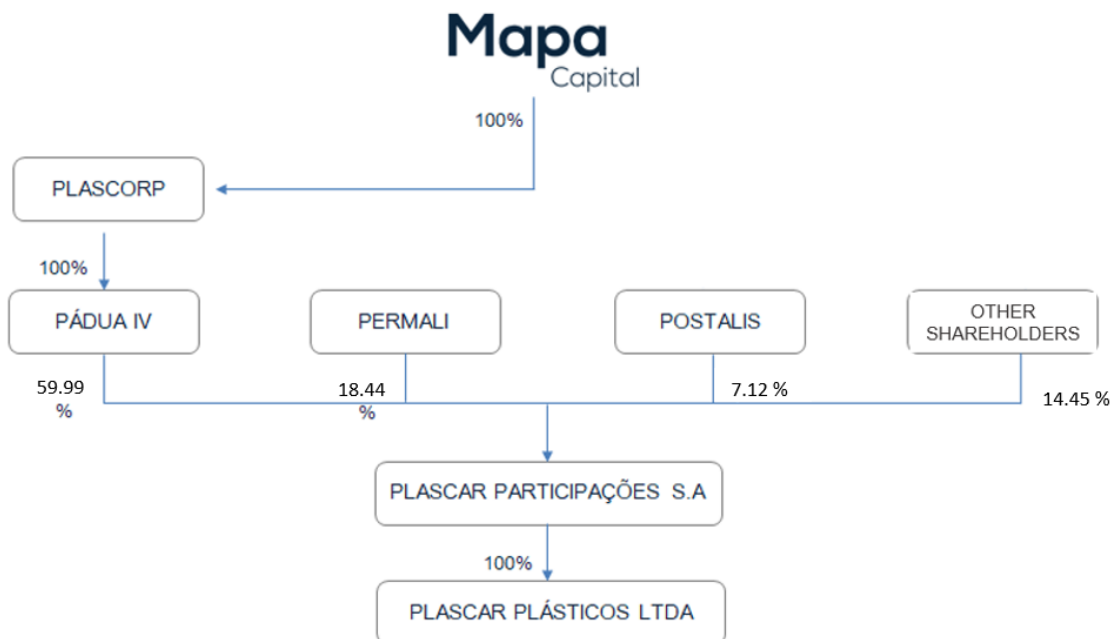 Mapa
Capital
100%
PLASCORP
100%
PÁDUA IV
PERMALI
POSTALIS
OTHER
SHAREHOLDERS
59.99
%
18.44
%
7.12 %
14.45 %
PLASCAR PARTICIPAÇÕES S.A
100%
PLASCAR PLÁSTICOS LTDA